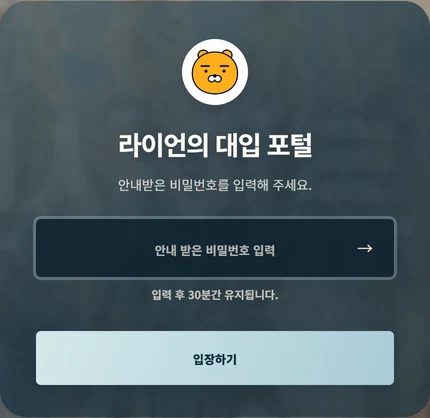 라이언의 대입 포털
안내받은 비밀번호를 입력해 주세요.
안내 받은 비밀번호 입력 →
입력 후 30분간 유지됩니다.
입장하기